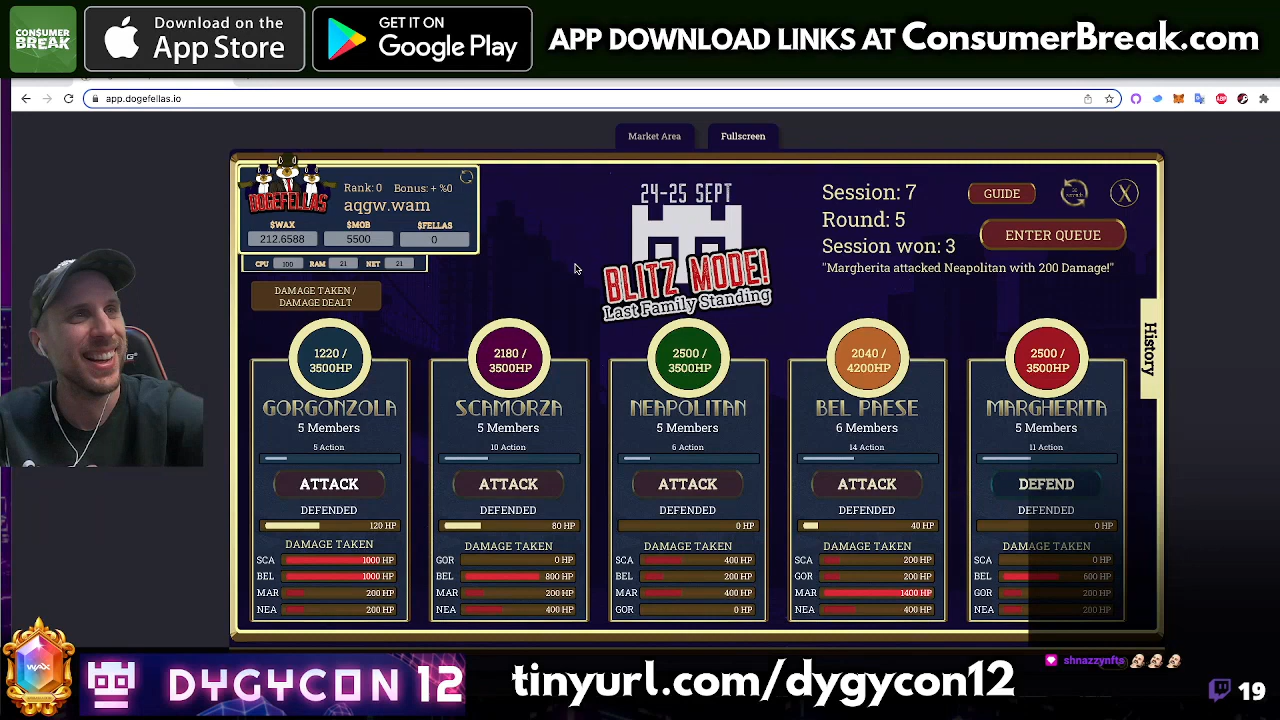 CONSUMER
BREAK
Download on the
App Store
GET IT ON
Google Play
APP DOWNLOAD LINKS AT ConsumerBreak.com
app.dogefellas.io
Market Area
Fullscreen
DOGEFELLAS
Rank: 0 Bonus: + %0
aqgw.wam
$WAX $MOB $FELLAS
212.6588 5500 0
CPU 100 RAM 21 NET 21
DAMAGE TAKEN /
DAMAGE DEALT
24-25 SEPT
BLITZ MODE!
Last Family Standing
Session: 7
Round: 5
Session won: 3
GUIDE
X
ENTER QUEUE
"Margherita attacked Neapolitan with 200 Damage!"
History
1220 /
3500HP
GORGONZOLA
5 Members
5 Action
ATTACK
DEFENDED
120 HP
DAMAGE TAKEN
SCA 1000 HP
BEL 1000 HP
MAR 200 HP
NEA 200 HP
2180 /
3500HP
SCAMORZA
5 Members
10 Action
ATTACK
DEFENDED
80 HP
DAMAGE TAKEN
GOR 0 HP
BEL 800 HP
MAR 200 HP
NEA 400 HP
2500 /
3500HP
NEAPOLITAN
5 Members
6 Action
ATTACK
DEFENDED
0 HP
DAMAGE TAKEN
SCA 400 HP
BEL 200 HP
MAR 400 HP
GOR 0 HP
2040 /
4200HP
BEL PAESE
6 Members
14 Action
ATTACK
DEFENDED
40 HP
DAMAGE TAKEN
SCA 200 HP
GOR 200 HP
MAR 1400 HP
NEA 400 HP
2500 /
3500HP
MARGHERITA
5 Members
11 Action
DEFEND
DEFENDED
0 HP
DAMAGE TAKEN
SCA 0 HP
BEL 600 HP
GOR 200 HP
NEA 200 HP
WAX
DYGYCON 12
tinyurl.com/dygycon12
shnazzynfts
19